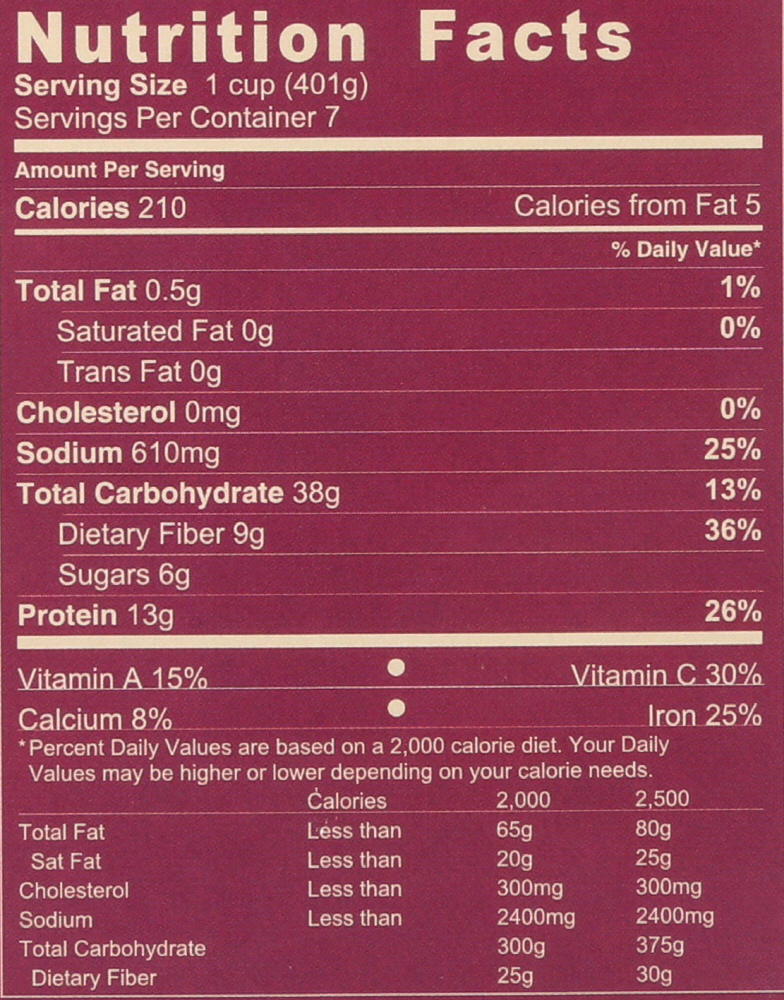 Nutrition Facts
Serving Size 1 cup (401g)
Servings Per Container 7
Amount Per Serving
Calories 210 Calories from Fat 5
% Daily Value*
Total Fat 0.5g 1%
Saturated Fat 0g 0%
Trans Fat 0g
Cholesterol 0mg 0%
Sodium 610mg 25%
Total Carbohydrate 38g 13%
Dietary Fiber 9g 36%
Sugars 6g
Protein 13g 26%
Vitamin A 15% ● Vitamin C 30%
Calcium 8% ● Iron 25%
*Percent Daily Values are based on a 2,000 calorie diet. Your Daily
Values may be higher or lower depending on your calorie needs.
Calories 2,000 2,500
Total Fat Less than 65g 80g
Sat Fat Less than 20g 25g
Cholesterol Less than 300mg 300mg
Sodium Less than 2400mg 2400mg
Total Carbohydrate 300g 375g
Dietary Fiber 25g 30g